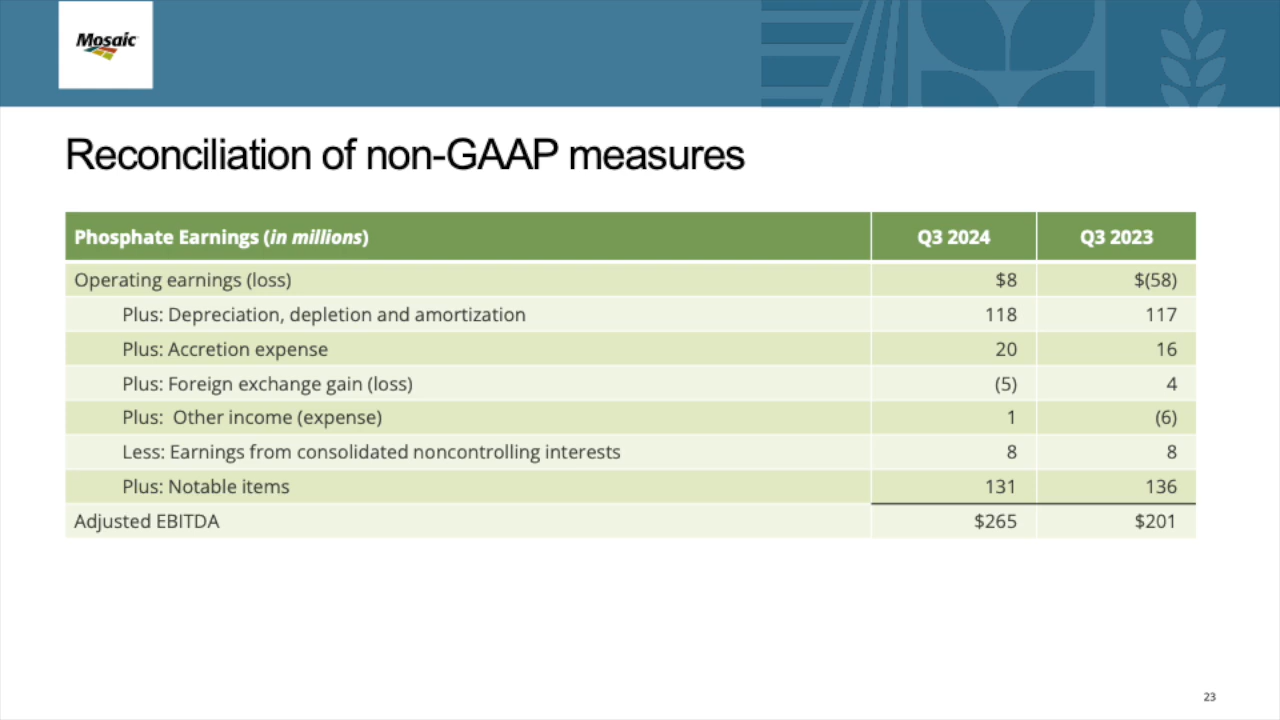 Mosaic
Reconciliation of non-GAAP measures
Phosphate Earnings (in millions) Q3 2024 Q3 2023
Operating earnings (loss) $8 $(58)
Plus: Depreciation, depletion and amortization 118 117
Plus: Accretion expense 20 16
Plus: Foreign exchange gain (loss) (5) 4
Plus: Other income (expense) 1 (6)
Less: Earnings from consolidated noncontrolling interests 8 8
Plus: Notable items 131 136
Adjusted EBITDA $265 $201
23